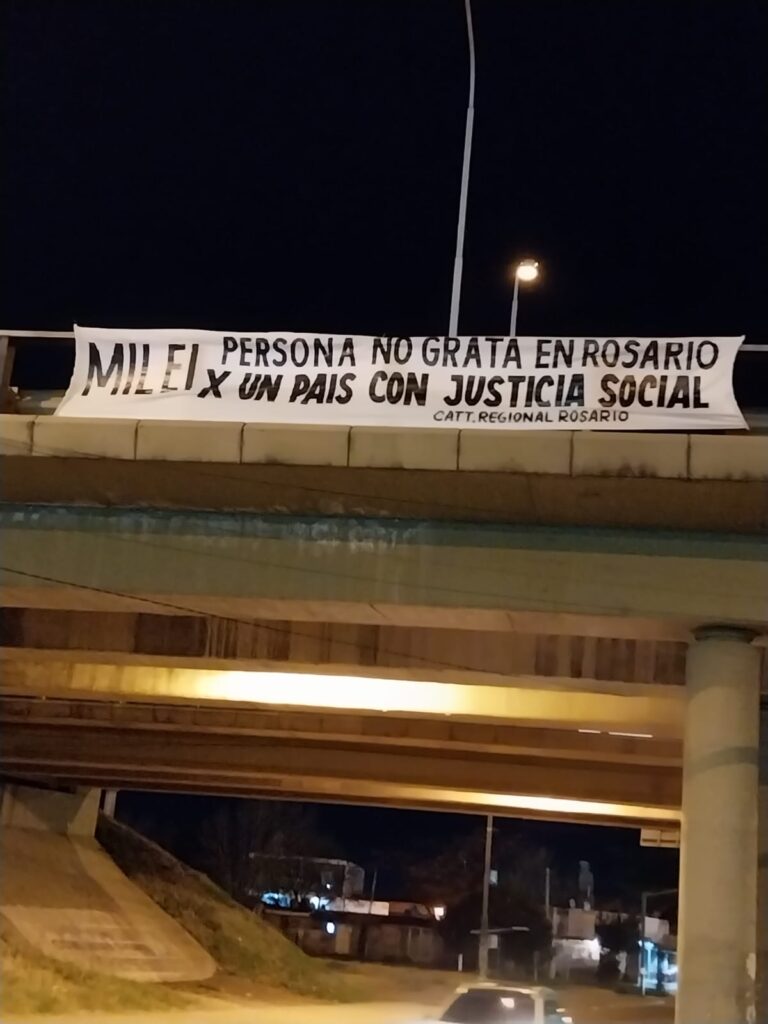 MILEI PERSONA NO GRATA EN ROSARIO
X UN PAIS CON JUSTICIA SOCIAL
CATT. REGIONAL ROSARIO